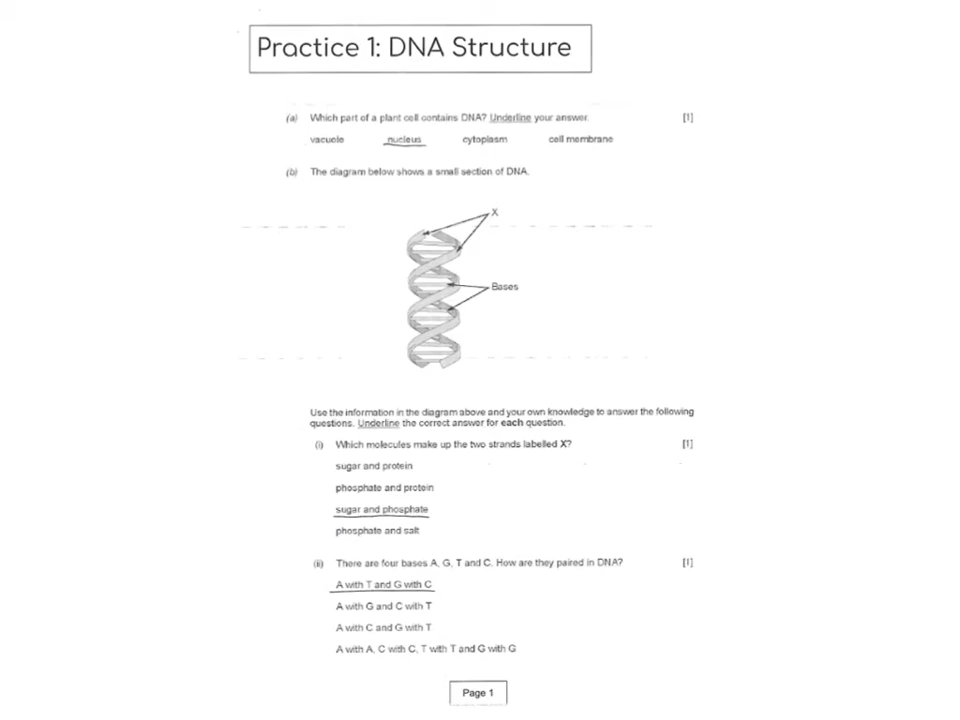 Practice 1: DNA Structure
(a) Which part of a plant cell contains DNA? Underline your answer. [1]
vacuole nucleus cytoplasm cell membrane
(b) The diagram below shows a small section of DNA.
X
Bases
Use the information in the diagram above and your own knowledge to answer the following
questions. Underline the correct answer for each question.
(i) Which molecules make up the two strands labelled X? [1]
sugar and protein
phosphate and protein
sugar and phosphate
phosphate and salt
(ii) There are four bases A, G, T and C. How are they paired in DNA? [1]
A with T and G with C
A with G and C with T
A with C and G with T
A with A, C with C, T with T and G with G
Page 1